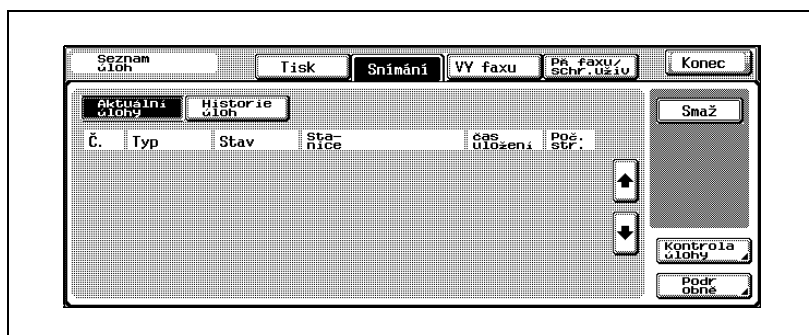 Seznam
úloh
Tisk
Snímání
VY faxu
PA faxu/
schr.uživ
Konec
Aktuální
úlohy
Historie
úloh
Smaž
Č.
Typ
Stav
Sta-
nice
čas
uložení
Poč.
str.
Kontrola
úlohy
Podr
obně